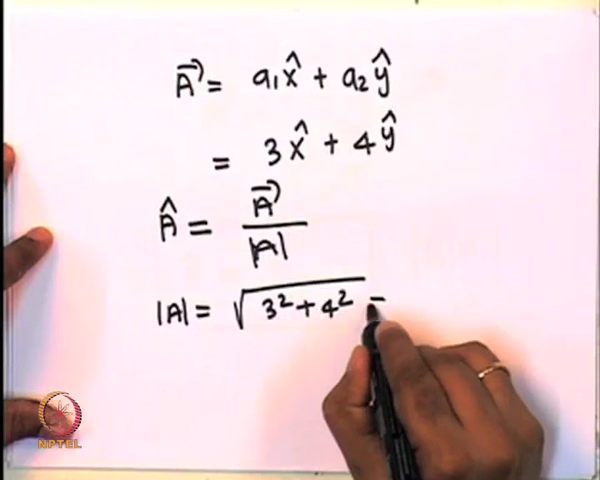 A⃗ = a₁x̂ + a₂ŷ
= 3x̂ + 4ŷ
Â = A⃗ / |A|
|A| = √(3² + 4²) =
NPTEL